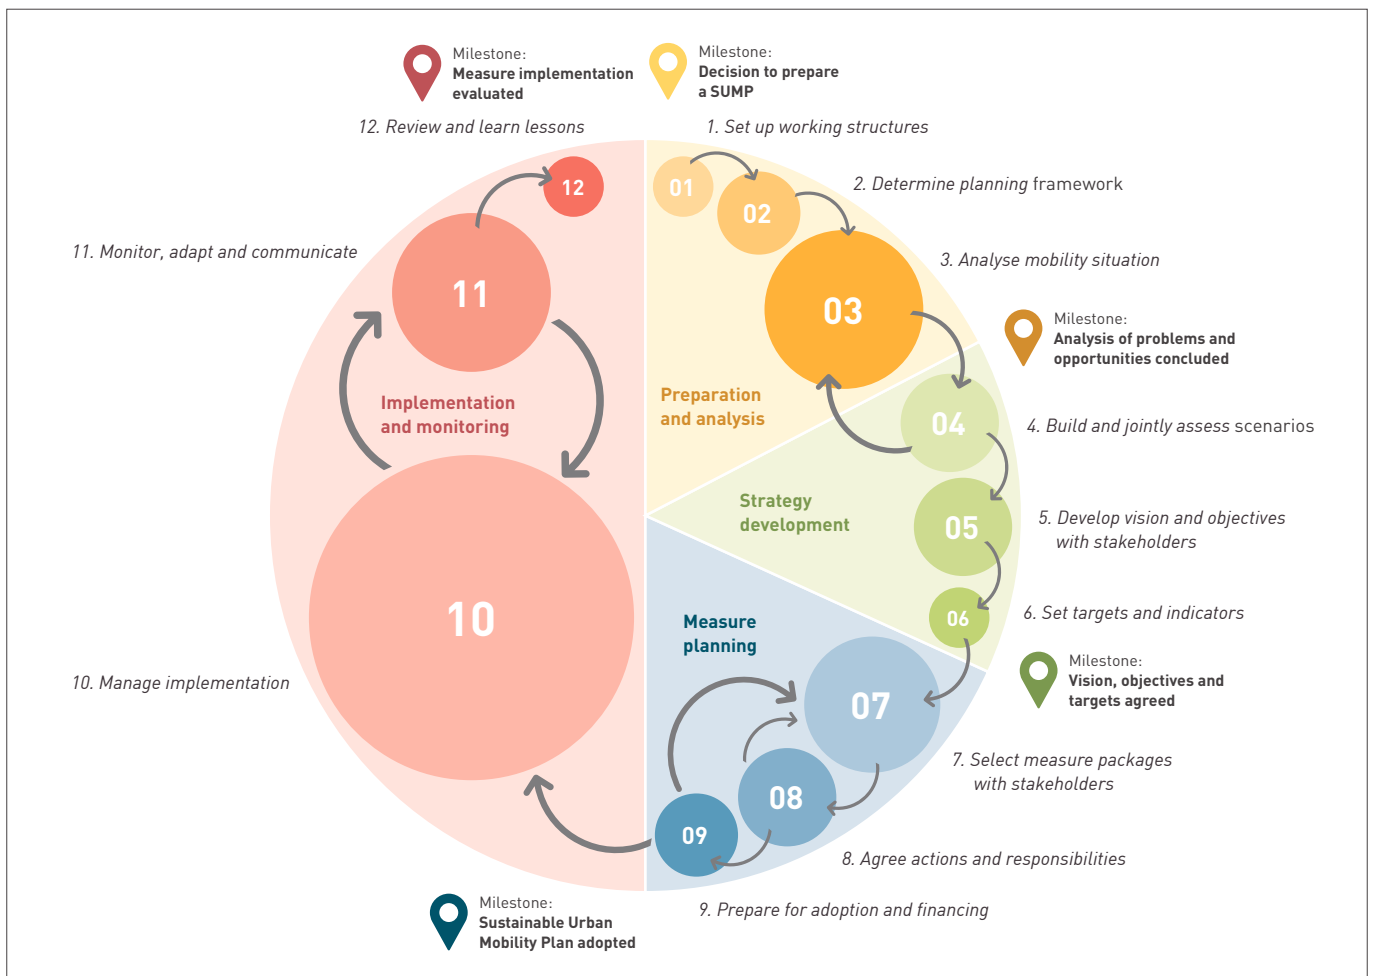 Milestone:
Measure implementation
evaluated
Milestone:
Decision to prepare
a SUMP
12. Review and learn lessons
1. Set up working structures
12
01
02
2. Determine planning framework
11. Monitor, adapt and communicate
3. Analyse mobility situation
11
03
Milestone:
Analysis of problems and
opportunities concluded
Implementation
and monitoring
Preparation
and analysis
04
4. Build and jointly assess scenarios
Strategy
development
05
5. Develop vision and objectives
with stakeholders
10
06
6. Set targets and indicators
Measure
planning
Milestone:
Vision, objectives and
targets agreed
10. Manage implementation
07
7. Select measure packages
with stakeholders
08
09
8. Agree actions and responsibilities
9. Prepare for adoption and financing
Milestone:
Sustainable Urban
Mobility Plan adopted